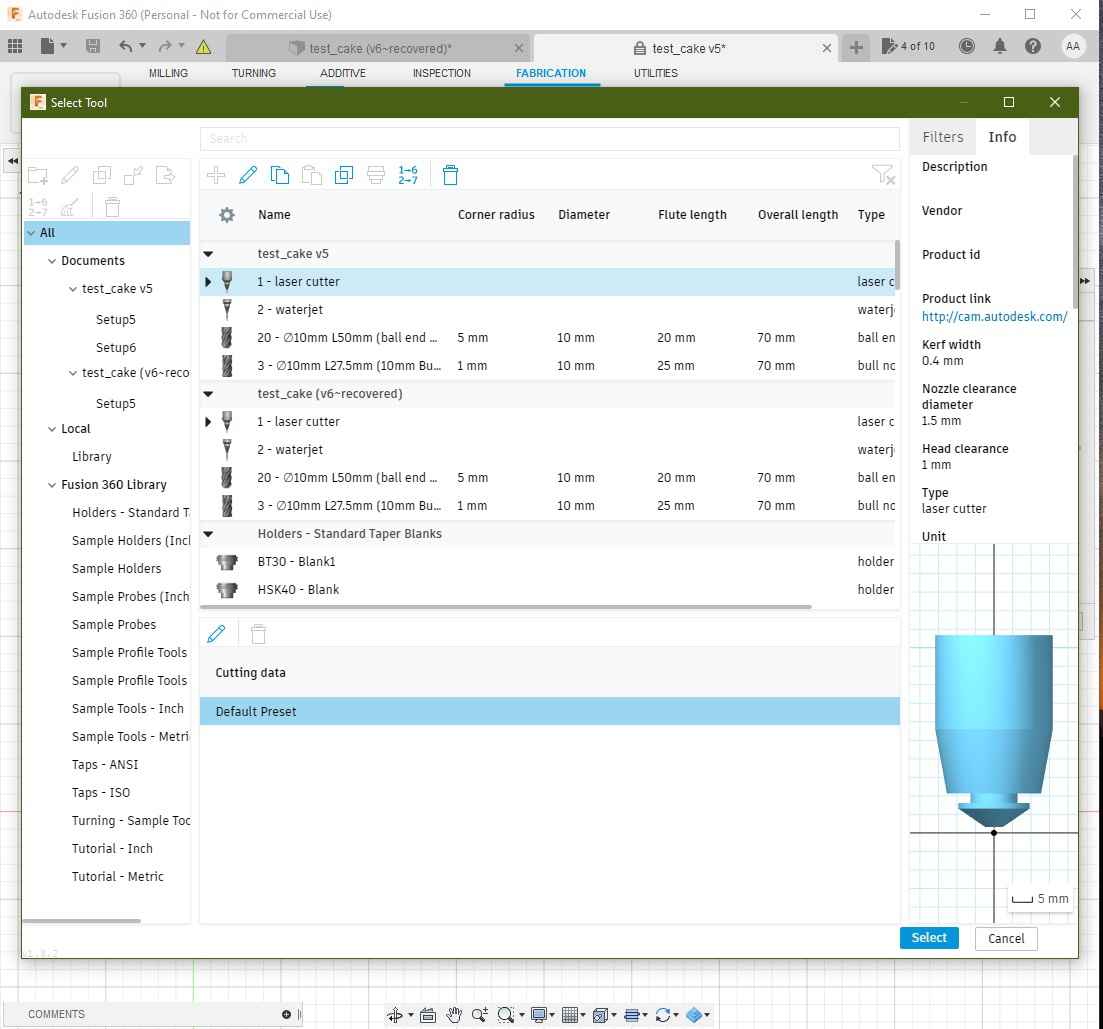 Autodesk Fusion 360 (Personal - Not for Commercial Use)
test_cake (v6~recovered)*
test_cake v5*
4 of 10
AA
MILLING TURNING ADDITIVE INSPECTION FABRICATION UTILITIES
Select Tool
Search
Filters Info
1→6
2→7
All
Documents
test_cake v5
Setup5
Setup6
test_cake (v6~reco
Setup5
Local
Library
Fusion 360 Library
Holders - Standard T
Sample Holders (Incl
Sample Holders
Sample Probes (Inch
Sample Probes
Sample Profile Tools
Sample Profile Tools
Sample Tools - Inch
Sample Tools - Metri
Taps - ANSI
Taps - ISO
Turning - Sample Too
Tutorial - Inch
Tutorial - Metric
1→6
2→7
Name Corner radius Diameter Flute length Overall length Type
test_cake v5
1 - laser cutter laser c
2 - waterjet waterj
20 - ∅10mm L50mm (ball end ... 5 mm 10 mm 20 mm 70 mm ball en
3 - ∅10mm L27.5mm (10mm Bu... 1 mm 10 mm 25 mm 70 mm bull no
test_cake (v6~recovered)
1 - laser cutter laser c
2 - waterjet waterj
20 - ∅10mm L50mm (ball end ... 5 mm 10 mm 20 mm 70 mm ball en
3 - ∅10mm L27.5mm (10mm Bu... 1 mm 10 mm 25 mm 70 mm bull no
Holders - Standard Taper Blanks
BT30 - Blank1 holder
HSK40 - Blank holder
Cutting data
Default Preset
Description
Vendor
Product id
Product link
http://cam.autodesk.com/
Kerf width
0.4 mm
Nozzle clearance
diameter
1.5 mm
Head clearance
1 mm
Type
laser cutter
Unit
5 mm
Select Cancel
COMMENTS